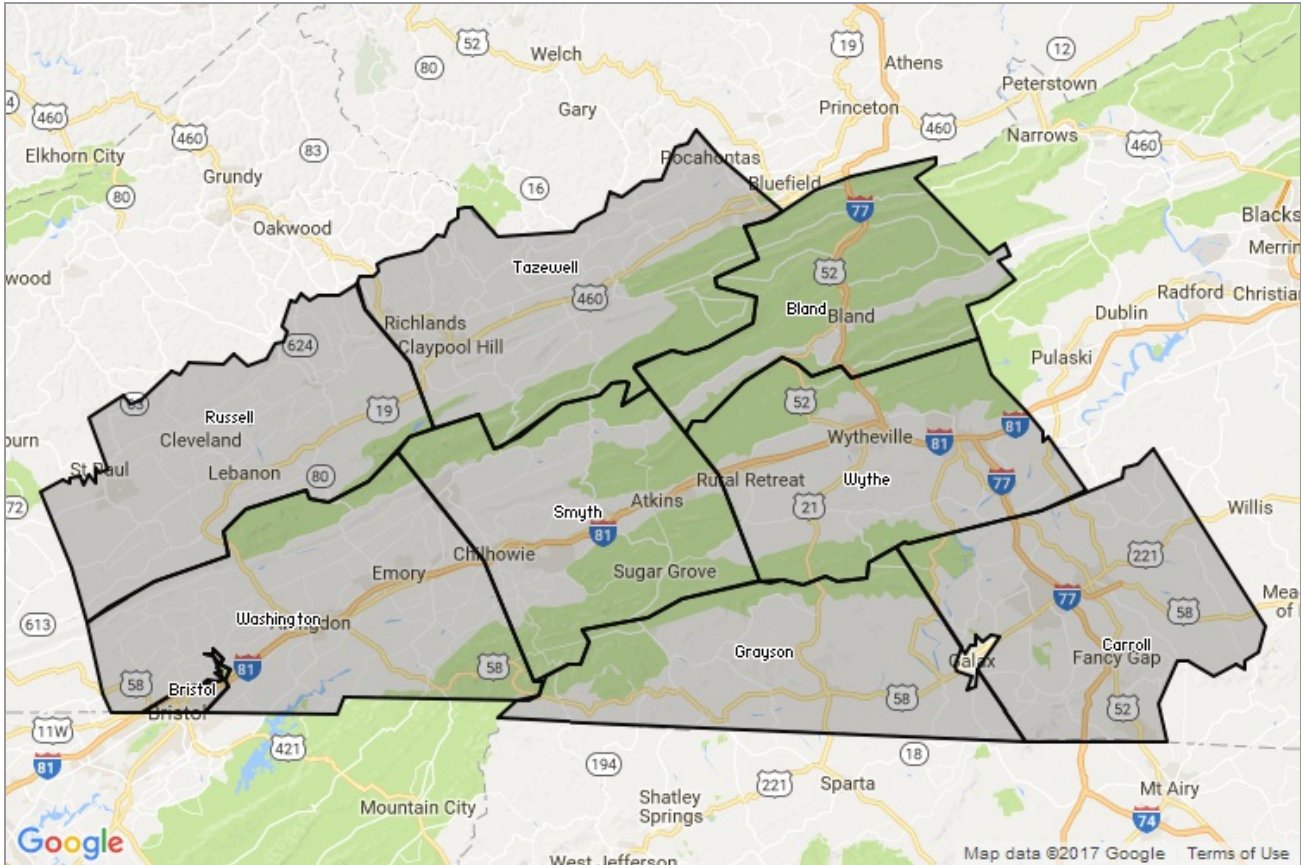 52
19
12
Welch
Athens
80
Peterstown
Gary
Princeton
460
460
460
460
Narrows
83
Elkhorn City
Pocahontas
Grundy
Bluefield
16
80
77
Blacks
Oakwood
Merrin
Tazewell
52
wood
460
Radford
Christian
Bland
Bland
Dublin
Richlands
624
Claypool Hill
Pulaski
Russell
83
19
52
81
Cleveland
Wytheville
81
St Paul
Lebanon
80
Rural Retreat
Wythe
77
Atkins
72
Smyth
21
Willis
81
Chilhowie
221
Emory
Sugar Grove
77
Mea
of
613
Washington
58
Carroll
Grayson
Galax
Fancy Gap
81
58
58
Bristol
58
52
Bristol
11W
421
18
81
194
221
Sparta
Mountain City
Shatley
Springs
Mt Airy
74
Google
West Jefferson
Map data ©2017 Google
Terms of Use